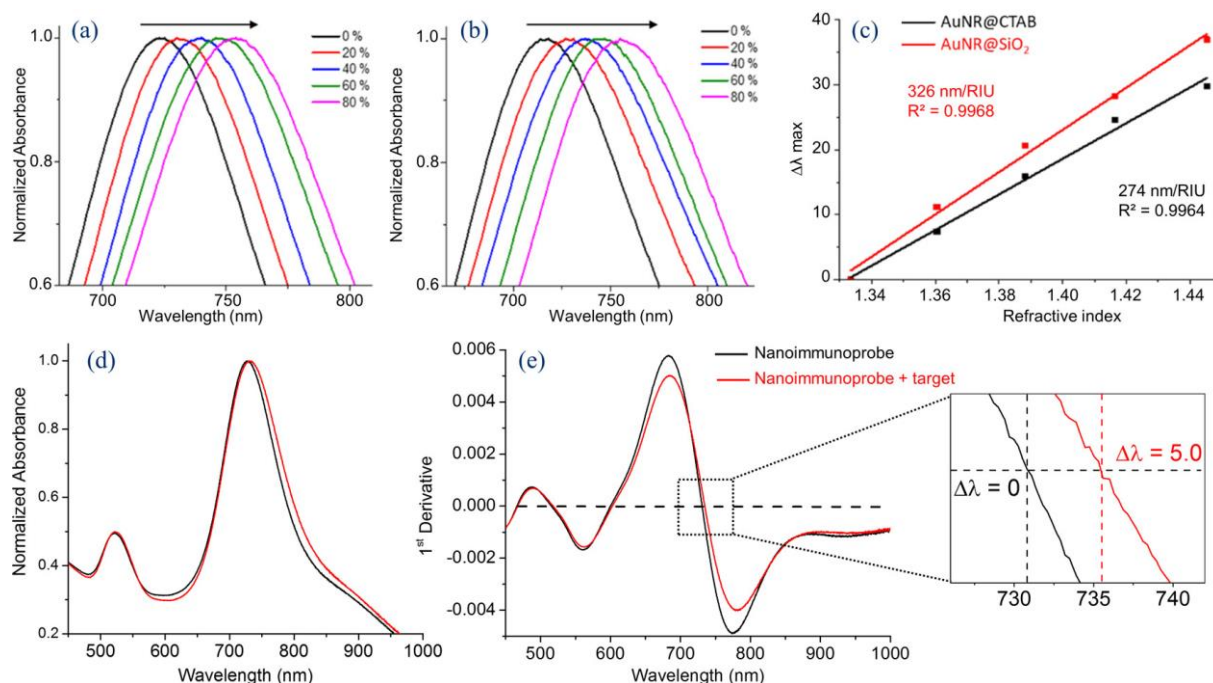 (a)
0 %
20 %
40 %
60 %
80 %
1.0
0.8
0.6
Normalized Absorbance
700
750
800
Wavelength (nm)
(b)
0 %
20 %
40 %
60 %
80 %
1.0
0.8
0.6
Normalized Absorbance
700
750
800
Wavelength (nm)
(c)
AuNR@CTAB
AuNR@SiO₂
326 nm/RIU
R² = 0.9968
274 nm/RIU
R² = 0.9964
40
30
20
10
0
Δλ max
1.34
1.36
1.38
1.40
1.42
1.44
Refractive index
(d)
1.0
0.8
0.6
0.4
0.2
Normalized Absorbance
500
600
700
800
900
1000
Wavelength (nm)
(e)
Nanoimmunoprobe
Nanoimmunoprobe + target
0.006
0.004
0.002
0.000
-0.002
-0.004
1ˢᵗ Derivative
500
600
700
800
900
1000
Wavelength (nm)
Δλ = 5.0
Δλ = 0
730
735
740